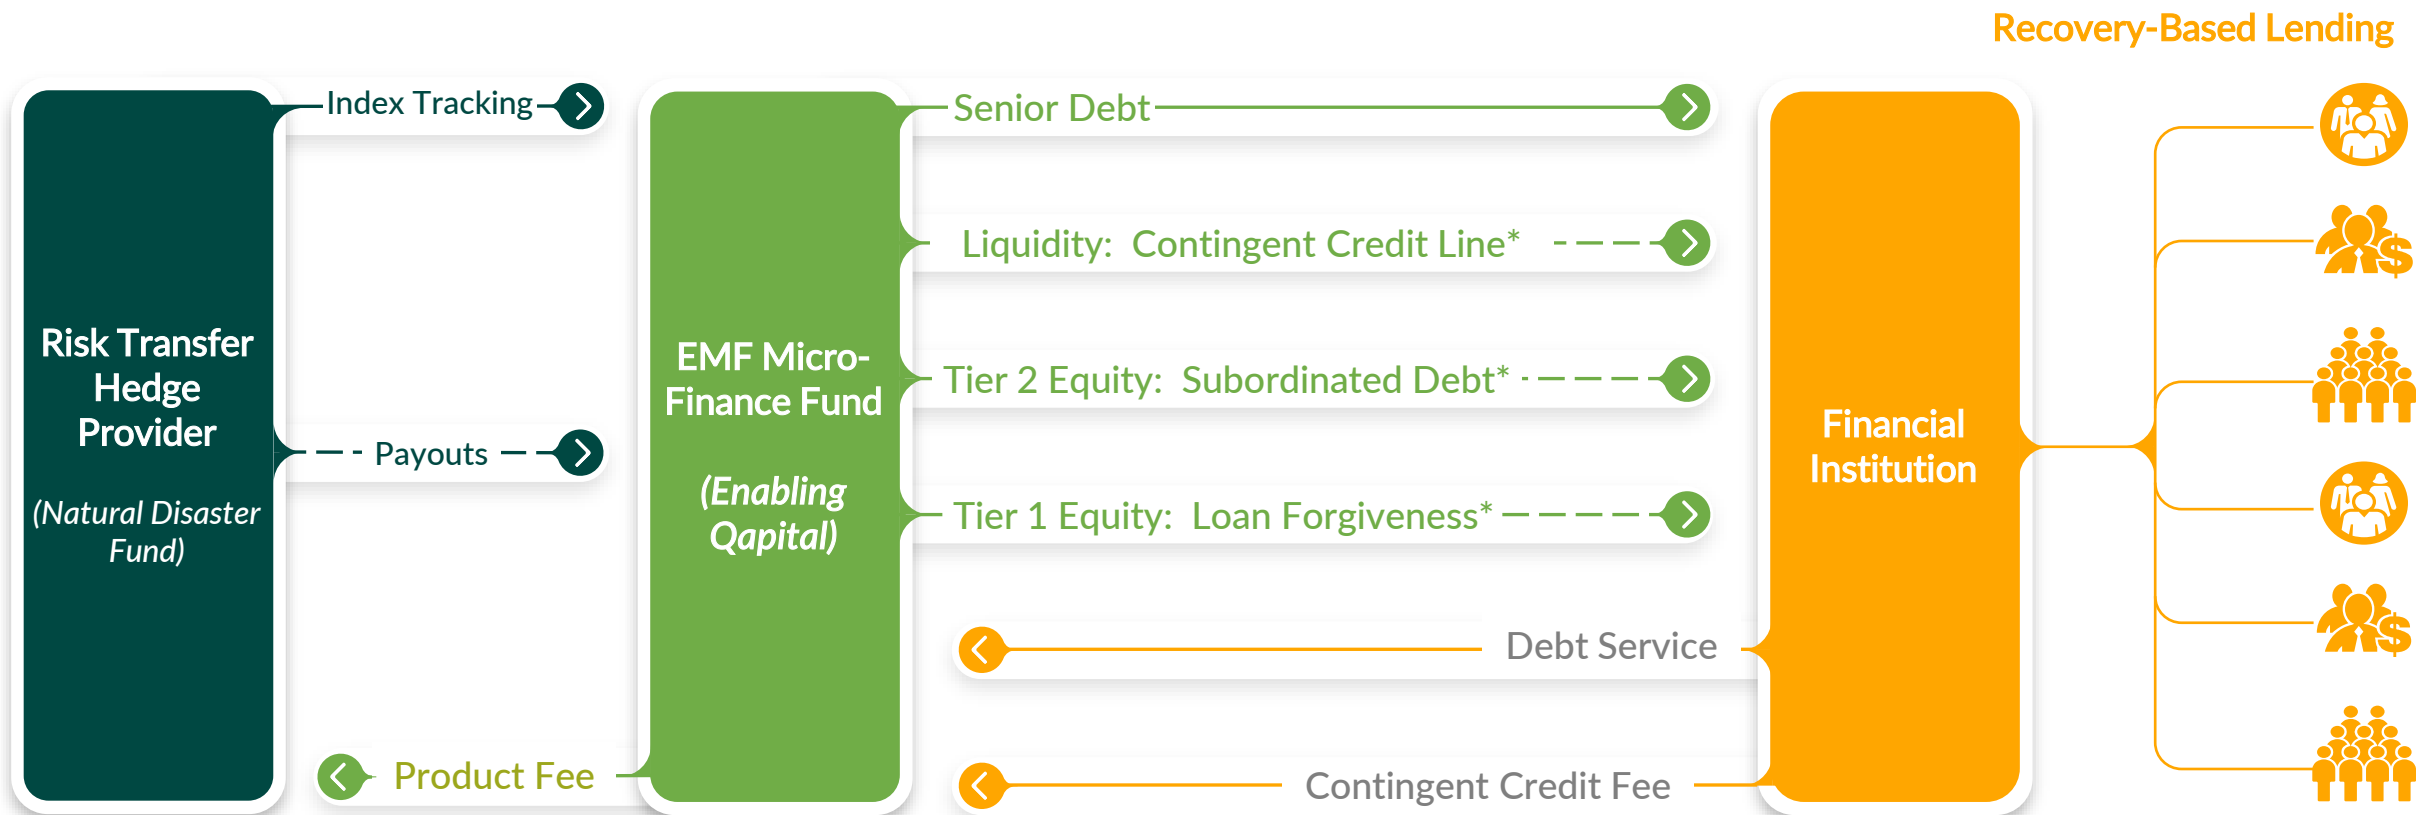 Recovery-Based Lending
Index Tracking
Payouts
Product Fee
Risk Transfer
Hedge
Provider
(Natural Disaster
Fund)
EMF Micro-
Finance Fund
(Enabling
Qapital)
Senior Debt
Liquidity:  Contingent Credit Line*
Tier 2 Equity:  Subordinated Debt*
Tier 1 Equity:  Loan Forgiveness*
Debt Service
Contingent Credit Fee
Financial
Institution
$
$